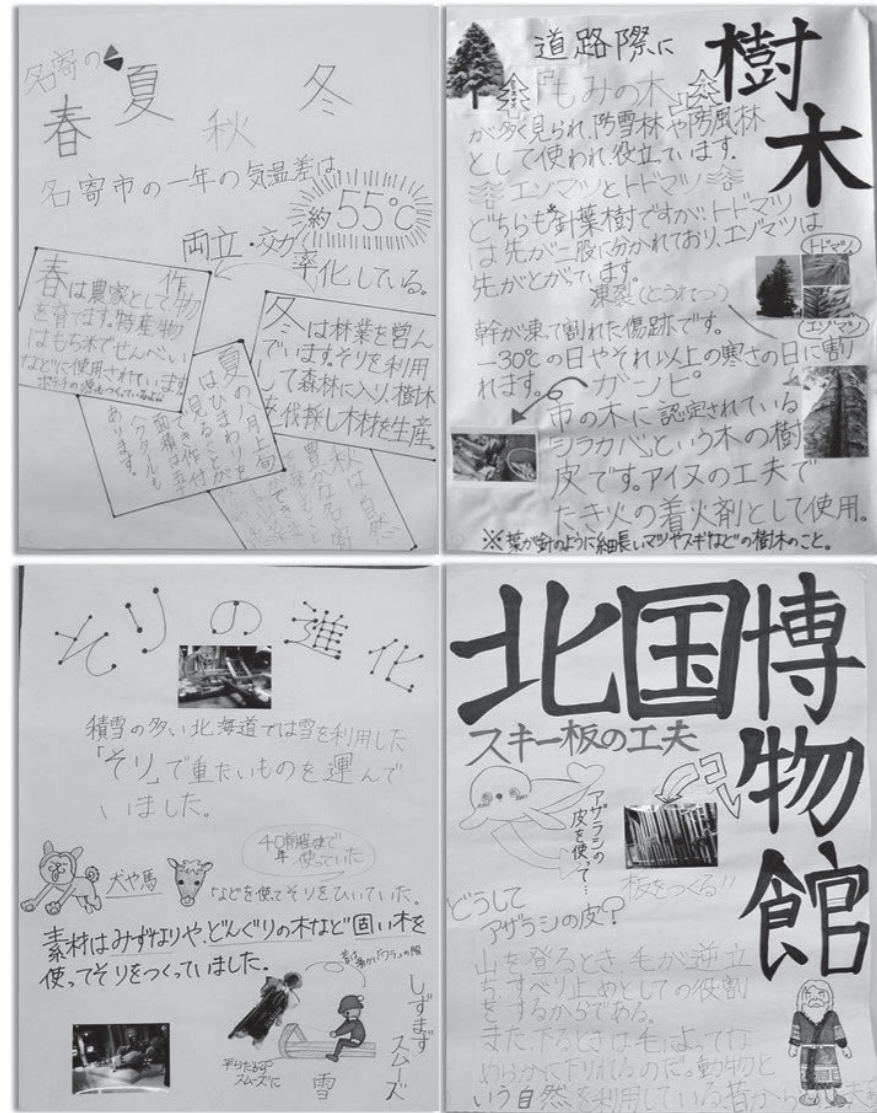 名寄の
春夏秋冬
名寄市の一年の気温差は
約55℃
両立・交力
率化している。
春は農家として作物
を育てます。特産物
はもち米でせんべい
などに使用されています
冬は林業を営ん
でいます。そりを利用
して森林に入り、樹木
を伐採し木材を生産。
夏の八月上旬
はひまわりを
見ることが
でき作付
面積は
ヘクタールも
あります。
秋は自然
豊かな名寄
樹木
道路際に
『もみの木』
が多く見られ、防雪林や防風林
として使われ、役立ています。
エゾマツとトドマツ
どちらも※針葉樹ですが、トドマツ
は先が二股に分かれており、エゾマツは
先がとがっています。
トドマツ
エゾマツ
凍裂(とうれつ)
幹が凍って割れた傷跡です。
-30℃の日やそれ以上の寒さの日に割
れます。
ガンピ
市の木に認定されている
「シラカバ」という木の樹
皮です。アイヌの工夫で
たき火の着火剤として使用。
※葉が針のように細長いマツやスギなどの樹木のこと。
そりの進化
積雪の多い北海道では雪を利用した
「そり」で重たいものを運んで
いました。
犬や馬
などを使てそりをひいていた。
素材はみずなりや、どんぐりの木など固い木を
使ってそりをつくっていました。
しずまず
スムーズ
スムーズに
雪
北国博物館
スキー板の工夫
アザラシの
皮を使って…
板をつくる!!
どうして
アザラシの皮?
山を登るとき、毛が逆立
ち、すべり止めとしての役割
をするからである。
また、下るときは毛によってな
めらかに下りれるのだ。動物と
いう自然を利用している昔から